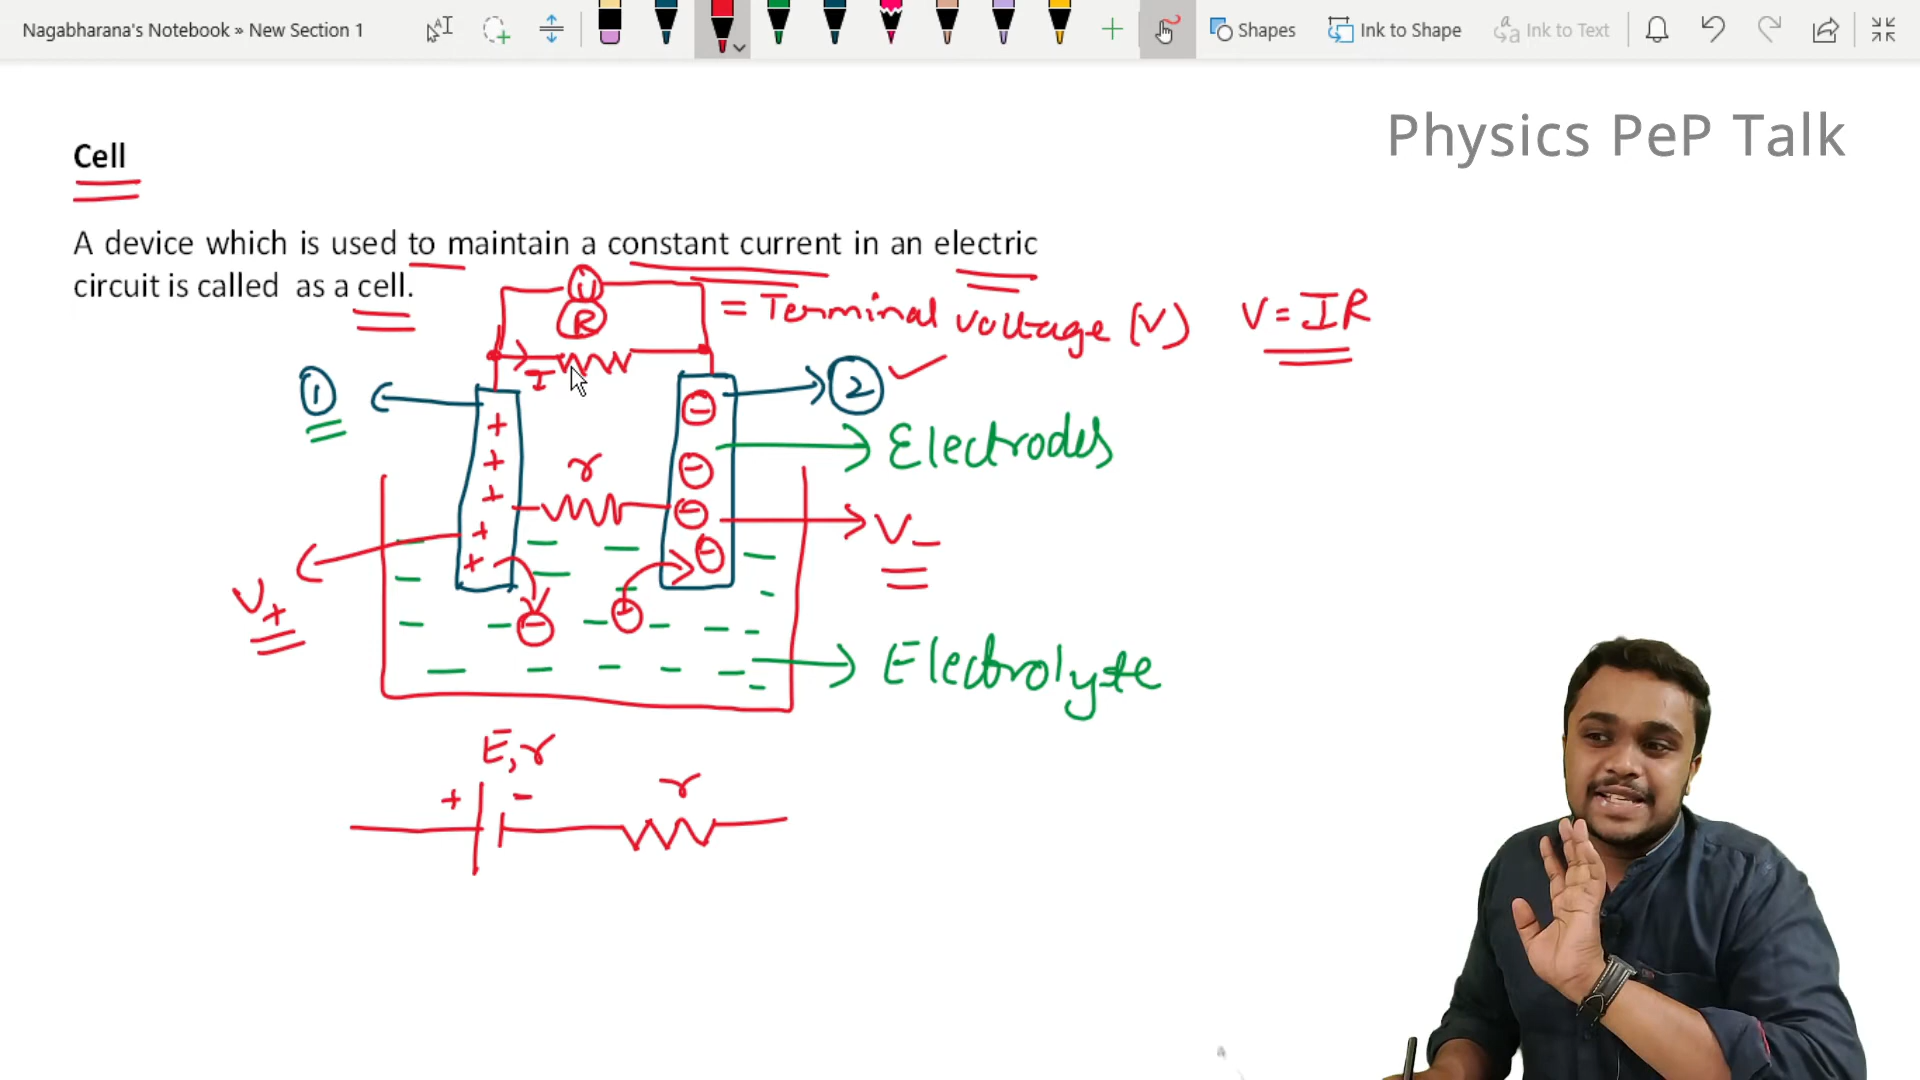 Nagabharana's Notebook » New Section 1
Shapes
Ink to Shape
Ink to Text
Physics PeP Talk
Cell
A device which is used to maintain a constant current in an electric
circuit is called as a cell.
V
R
= Terminal voltage (V)
V = IR
I
1
2
+
+
+
+
+
-
-
-
-
r
Electrodes
V-
V+
-
-
Electrolyte
E, r
+
-
r